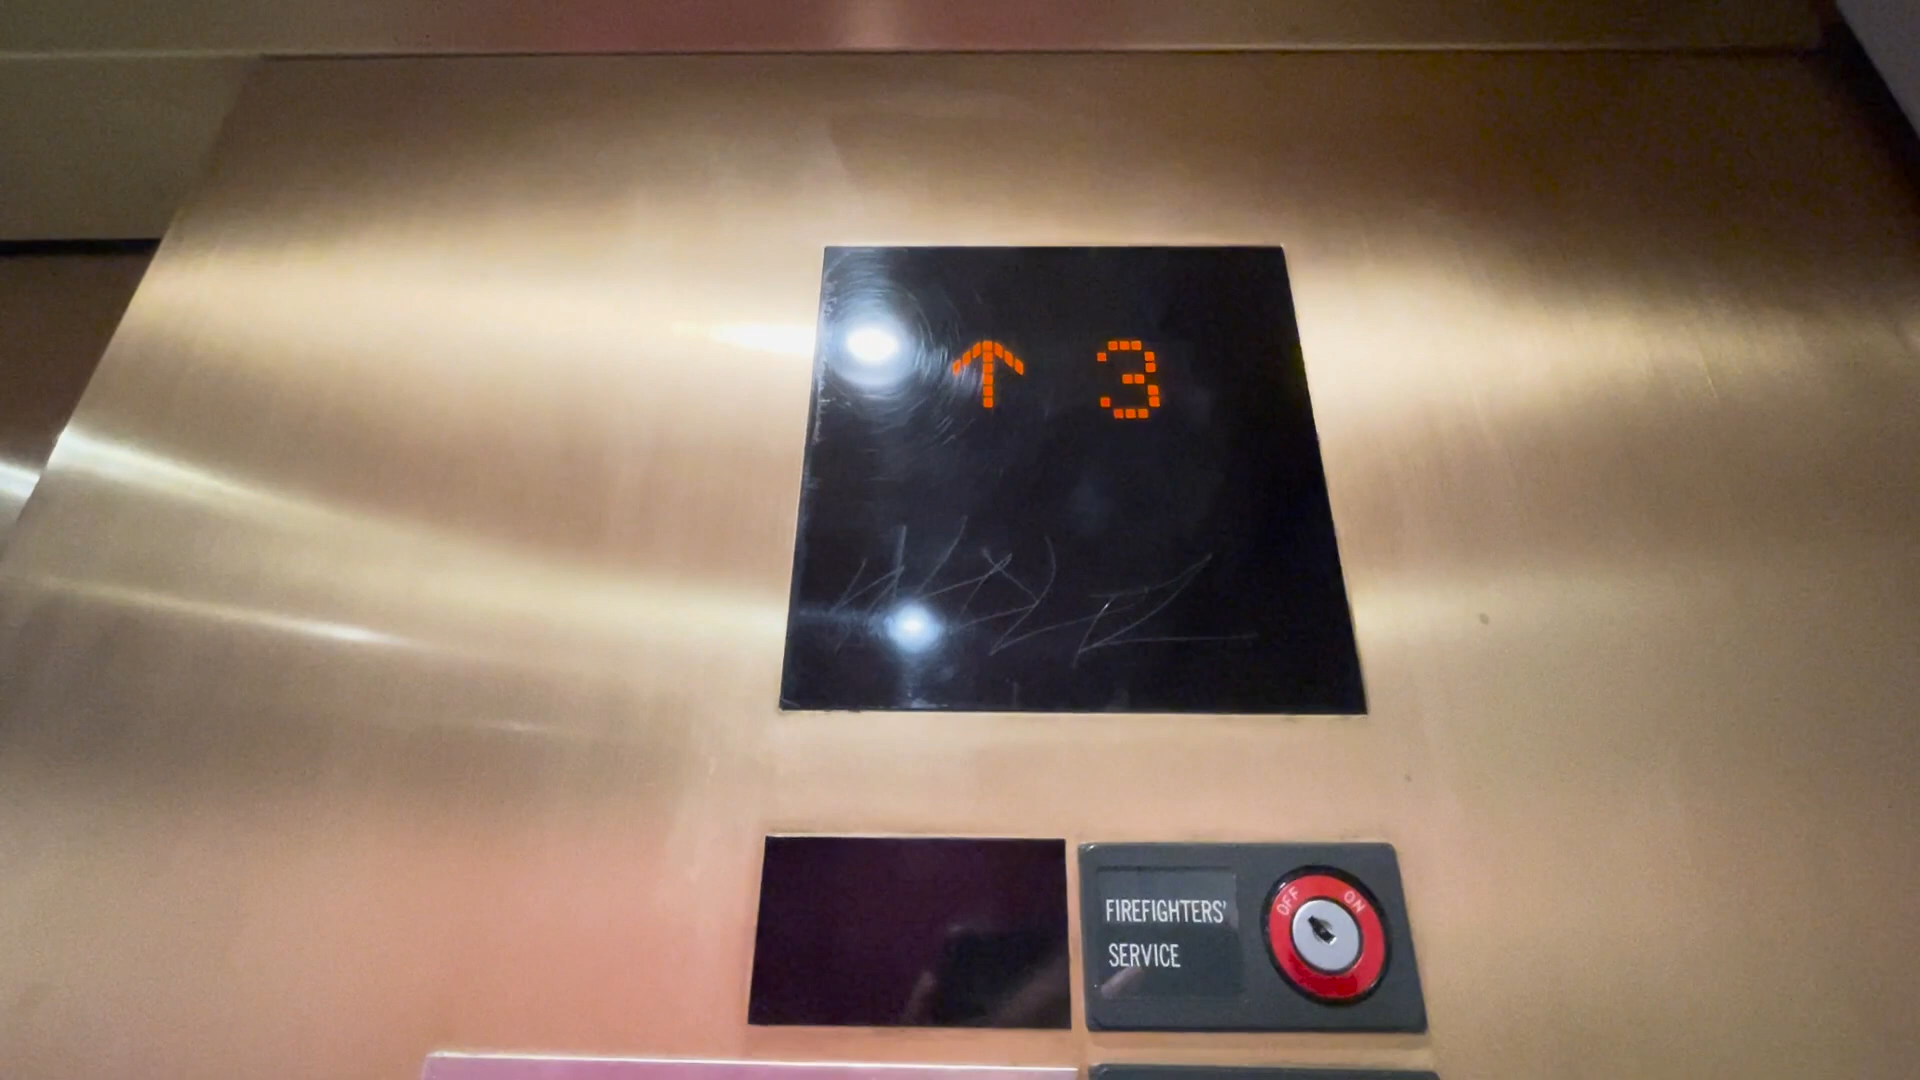 ↑ 3
FIREFIGHTERS'
SERVICE
OFF ON